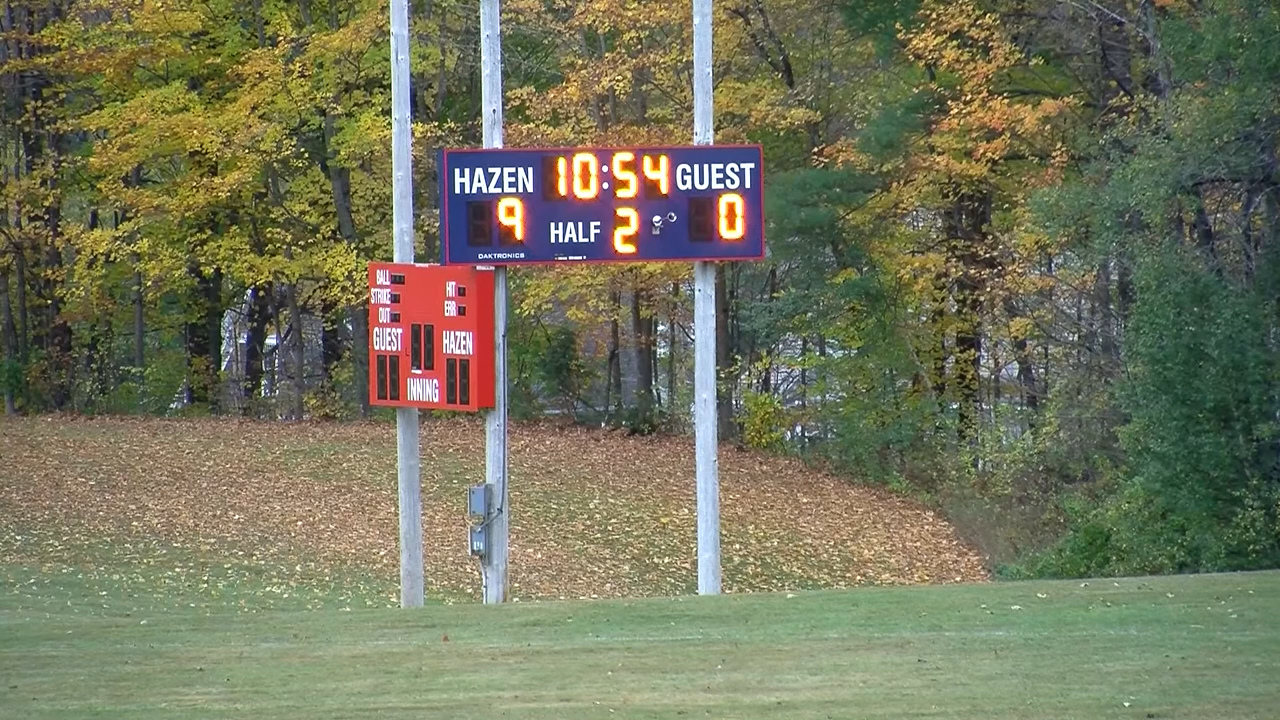 HAZEN 10:54 GUEST
9 HALF 2 0
DAKTRONICS
BALL
STRIKE
OUT
HIT
ERR
GUEST HAZEN
INNING